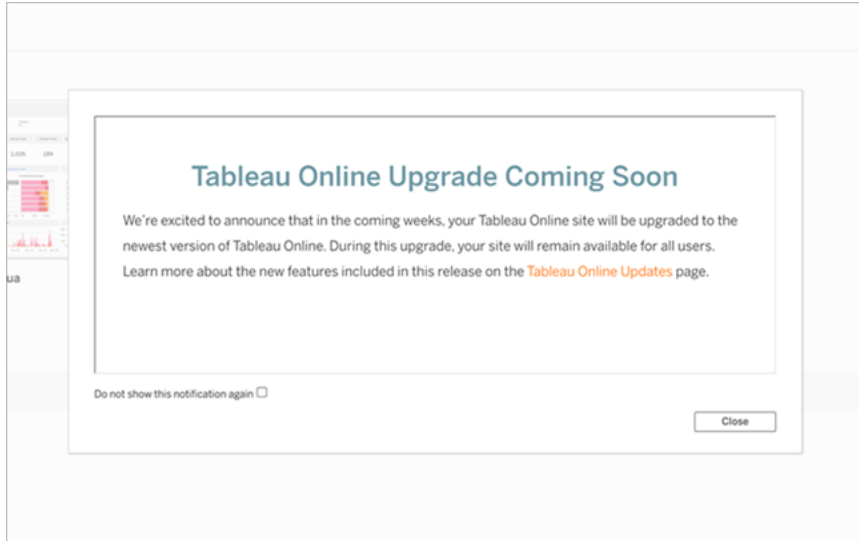 Tableau Online Upgrade Coming Soon
We're excited to announce that in the coming weeks, your Tableau Online site will be upgraded to the
newest version of Tableau Online. During this upgrade, your site will remain available for all users.
Learn more about the new features included in this release on the Tableau Online Updates page.
ua
Do not show this notification again
Close